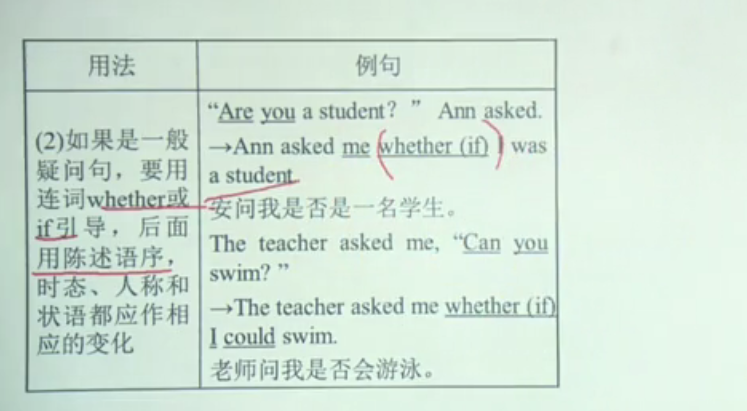 用法
例句
(2)如果是一般
疑问句，要用
连词whether或
if引导，后面
用陈述语序，
时态、人称和
状语都应作相
应的变化
“Are you a student？” Ann asked.
→Ann asked me whether (if) I was
a student.
安问我是否是一名学生。
The teacher asked me, “Can you
swim?”
→The teacher asked me whether (if)
I could swim.
老师问我是否会游泳。